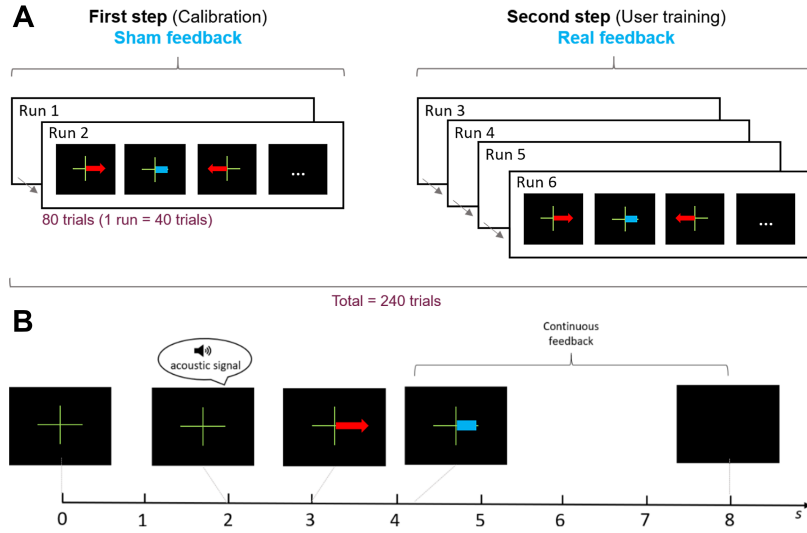 A
First step (Calibration)
Sham feedback
Second step (User training)
Real feedback
Run 1
Run 2
...
80 trials (1 run = 40 trials)
Run 3
Run 4
Run 5
Run 6
...
Total = 240 trials
B
acoustic signal
Continuous
feedback
0 1 2 3 4 5 6 7 8 s